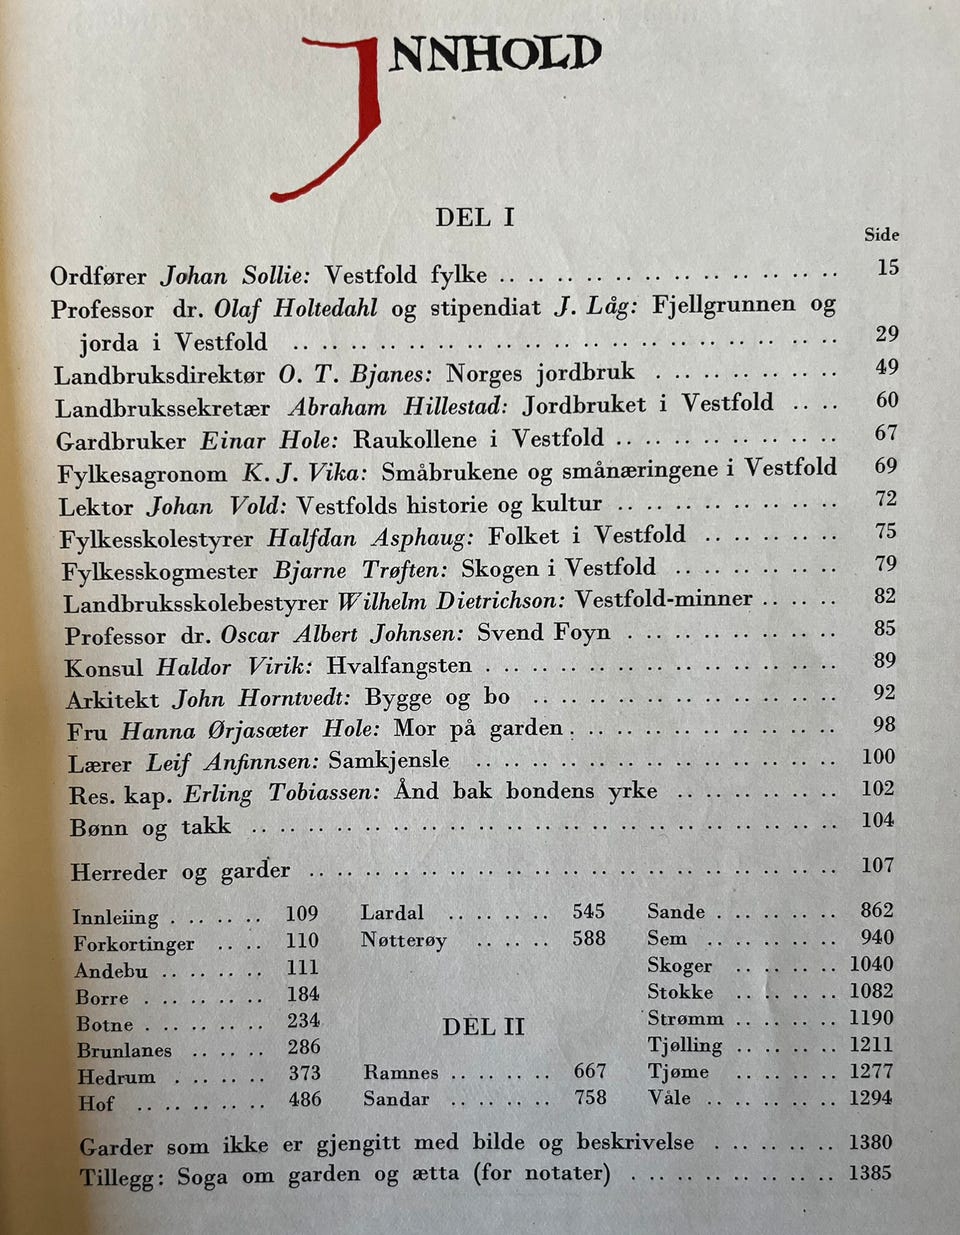 INNHOLD
DEL I
Side
Ordfører Johan Sollie: Vestfold fylke .. .. .. .. .. .. .. .. .. .. .. .. 15
Professor dr. Olaf Holtedahl og stipendiat J. Låg: Fjellgrunnen og
jorda i Vestfold .. .. .. .. .. .. .. .. .. .. .. .. .. .. .. .. .. .. .. 29
Landbruksdirektør O. T. Bjanes: Norges jordbruk . .. .. .. .. .. .. 49
Landbrukssekretær Abraham Hillestad: Jordbruket i Vestfold .. .. 60
Gardbruker Einar Hole: Raukollene i Vestfold .. .. .. .. .. .. .. .. 67
Fylkesagronom K. J. Vika: Småbrukene og smånæringene i Vestfold 69
Lektor Johan Vold: Vestfolds historie og kultur .. .. .. .. .. .. .. .. 72
Fylkesskolestyrer Halfdan Asphaug: Folket i Vestfold .. .. .. .. .. 75
Fylkesskogmester Bjarne Trøften: Skogen i Vestfold .. .. .. .. .. .. 79
Landbruksskolebestyrer Wilhelm Dietrichson: Vestfold-minner .. .. .. 82
Professor dr. Oscar Albert Johnsen: Svend Foyn . .. .. .. .. .. .. .. 85
Konsul Haldor Virik: Hvalfangsten . .. .. .. .. .. .. .. .. .. .. .. .. 89
Arkitekt John Horntvedt: Bygge og bo .. .. .. .. .. .. .. .. .. .. .. 92
Fru Hanna Ørjasæter Hole: Mor på garden . .. .. .. .. .. .. .. .. .. 98
Lærer Leif Anfinnsen: Samkjensle .. .. .. .. .. .. .. .. .. .. .. .. .. 100
Res. kap. Erling Tobiassen: Ånd bak bondens yrke .. .. .. .. .. .. 102
Bønn og takk .. .. .. .. .. .. .. .. .. .. .. .. .. .. .. .. .. .. .. .. .. 104
Herreder og garder .. .. .. .. .. .. .. .. .. .. .. .. .. .. .. .. .. .. .. 107
Innleiing . .. .. .. 109
Forkortinger .. .. 110
Andebu .. .. .. .. 111
Borre . .. .. .. .. 184
Botne . .. .. .. .. 234
Brunlanes .. .. .. 286
Hedrum . .. .. .. 373
Hof .. .. .. .. .. 486
Lardal .. .. .. .. 545
Nøtterøy .. .. .. 588
DEL II
Ramnes .. .. .. .. 667
Sandar .. .. .. .. 758
Sande . .. .. .. .. 862
Sem .. .. .. .. .. 940
Skoger .. .. .. .. 1040
Stokke .. .. .. .. 1082
Strømm .. .. .. .. 1190
Tjølling .. .. .. .. 1211
Tjøme .. .. .. .. 1277
Våle .. .. .. .. .. 1294
Garder som ikke er gjengitt med bilde og beskrivelse .. .. .. .. .. 1380
Tillegg: Soga om garden og ætta (for notater) . .. .. .. .. .. .. .. 1385